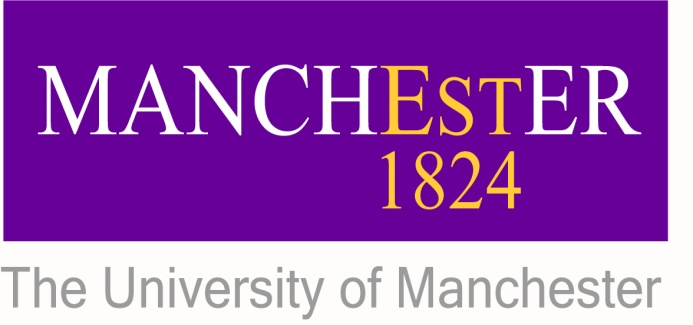 MANCHEsTER
1824
The University of Manchester